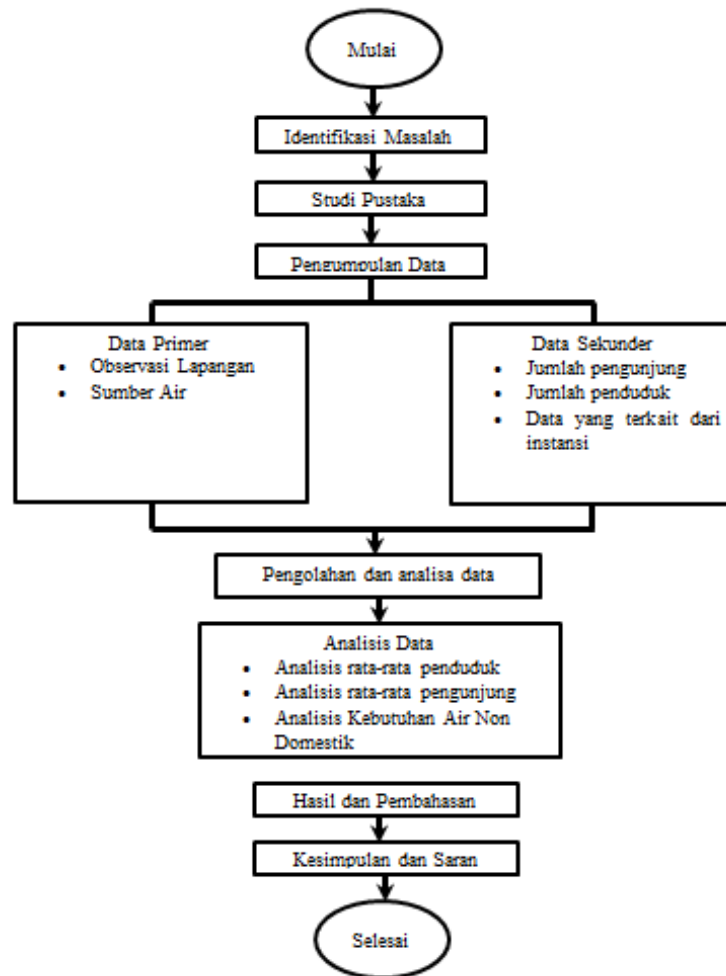 Mulai
Identifikasi Masalah
Studi Pustaka
Pengumpulan Data
Data Primer
• Observasi Lapangan
• Sumber Air
Data Sekunder
• Jumlah pengunjung
• Jumlah penduduk
• Data yang terkait dari
instansi
Pengolahan dan analisa data
Analisis Data
• Analisis rata-rata penduduk
• Analisis rata-rata pengunjung
• Analisis Kebutuhan Air Non
Domestik
Hasil dan Pembahasan
Kesimpulan dan Saran
Selesai